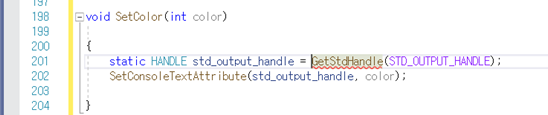 197
198 void SetColor(int color)
199
200 {
201 static HANDLE std_output_handle = GetStdHandle(STD_OUTPUT_HANDLE);
202 SetConsoleTextAttribute(std_output_handle, color);
203
204 }